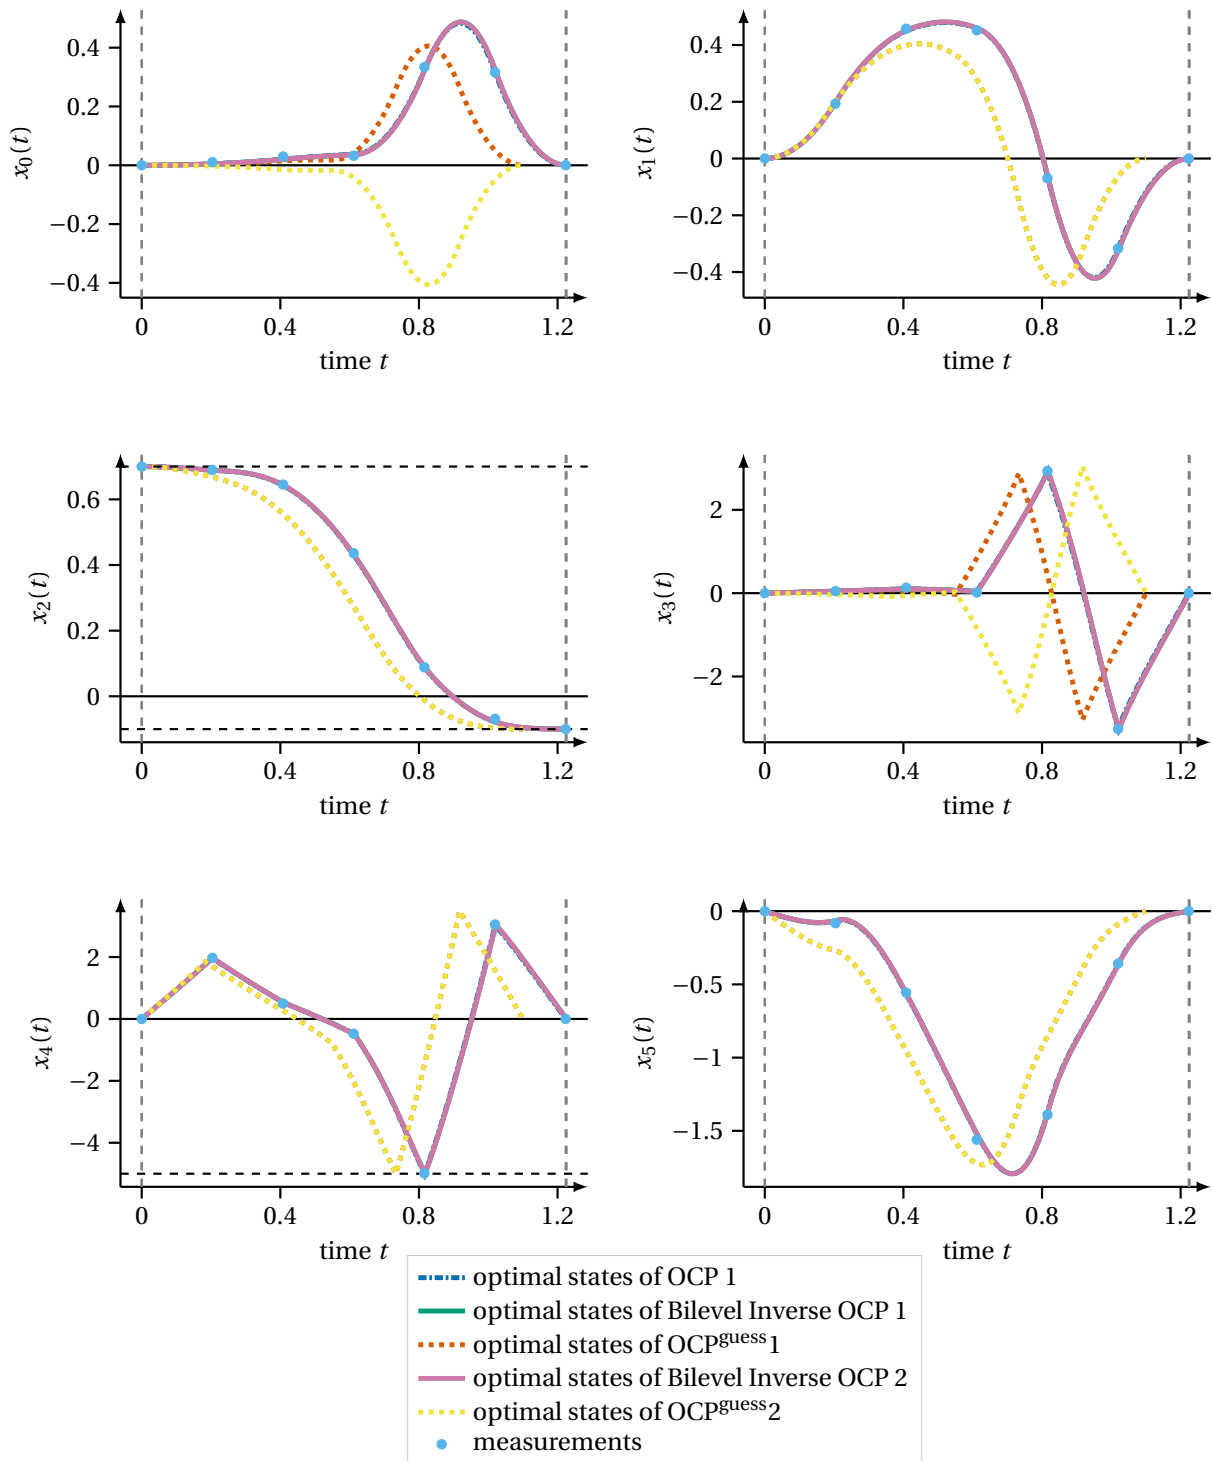 0.4
0.2
0
−0.2
−0.4
x0(t)
0 0.4 0.8 1.2
time t
0.4
0.2
0
−0.2
−0.4
x1(t)
0 0.4 0.8 1.2
time t
0.6
0.4
0.2
0
x2(t)
0 0.4 0.8 1.2
time t
2
0
−2
x3(t)
0 0.4 0.8 1.2
time t
2
0
−2
−4
x4(t)
0 0.4 0.8 1.2
time t
0
−0.5
−1
−1.5
x5(t)
0 0.4 0.8 1.2
time t
optimal states of OCP 1
optimal states of Bilevel Inverse OCP 1
optimal states of OCPguess1
optimal states of Bilevel Inverse OCP 2
optimal states of OCPguess2
measurements